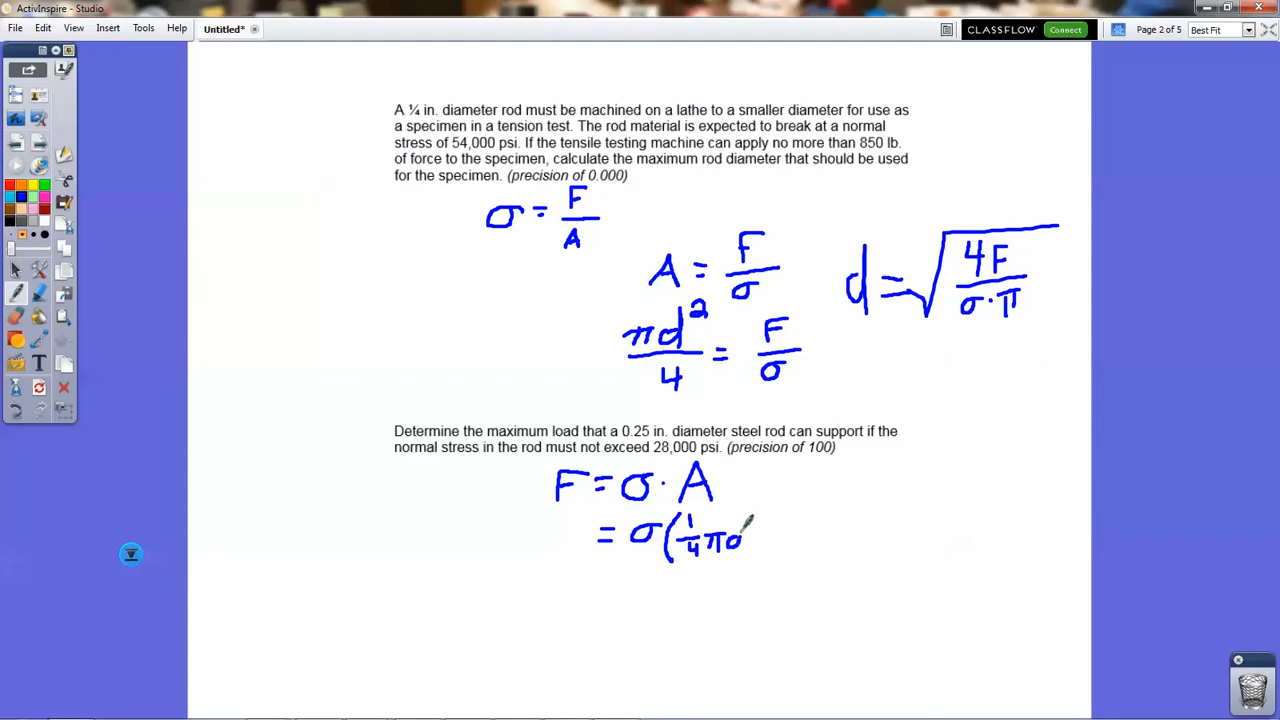 ActivInspire - Studio
File Edit View Insert Tools Help Untitled* CLASSFLOW Connect Page 2 of 5 Best Fit
A ¼ in. diameter rod must be machined on a lathe to a smaller diameter for use as
a specimen in a tension test. The rod material is expected to break at a normal
stress of 54,000 psi. If the tensile testing machine can apply no more than 850 lb.
of force to the specimen, calculate the maximum rod diameter that should be used
for the specimen. (precision of 0.000)
σ = F/A
A = F/σ
πd²/4 = F/σ
d = √(4F/σ·π)
Determine the maximum load that a 0.25 in. diameter steel rod can support if the
normal stress in the rod must not exceed 28,000 psi. (precision of 100)
F = σ · A
= σ(1/4 π